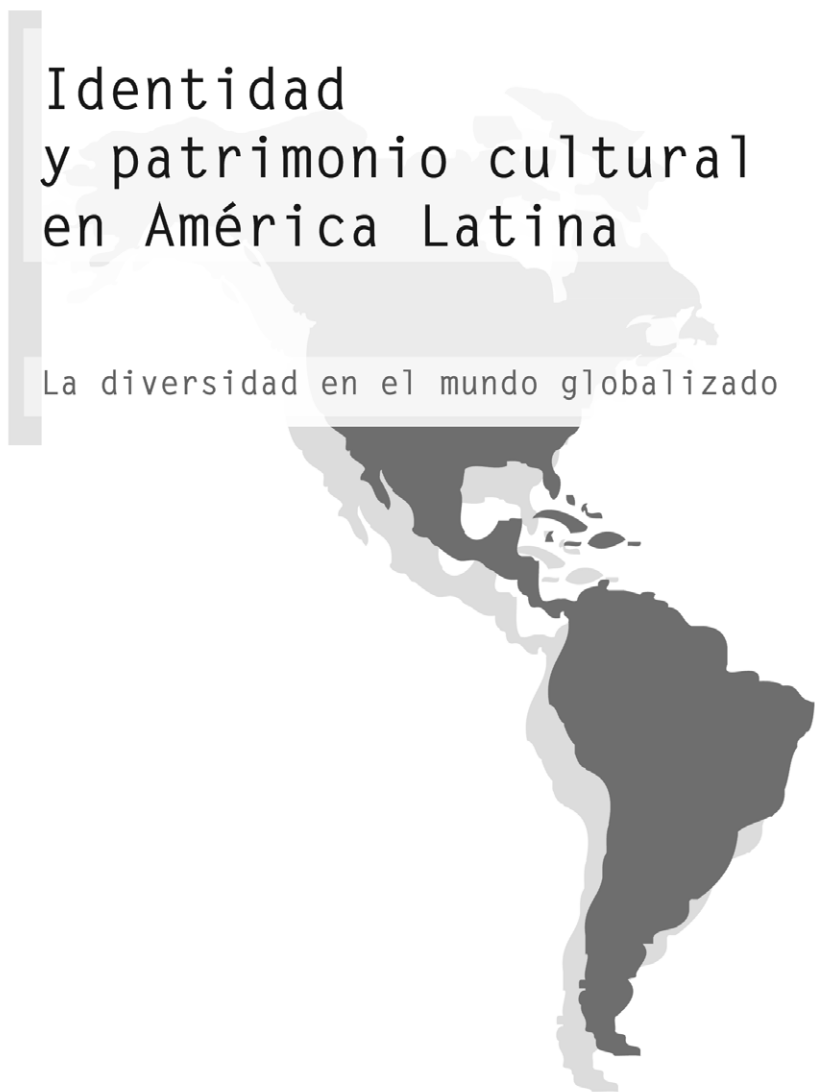 Identidad
y patrimonio cultural
en América Latina
La diversidad en el mundo globalizado